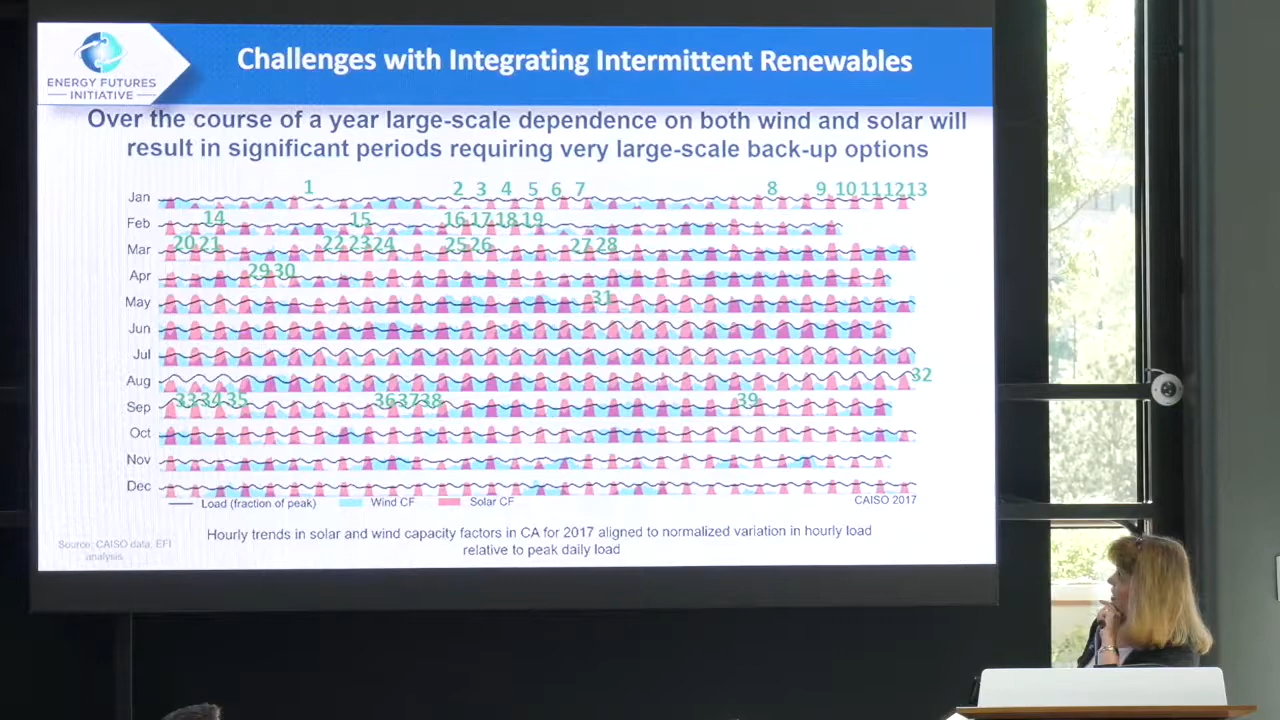 Challenges with Integrating Intermittent Renewables
ENERGY FUTURES
INITIATIVE
Over the course of a year large-scale dependence on both wind and solar will
result in significant periods requiring very large-scale back-up options
1 2 3 4 5 6 7 8 9 10 11 12 13
Jan
14 15 16 17 18 19
Feb
20 21 22 23 24 25 26 27 28
Mar
29 30
Apr
31
May
Jun
Jul
Aug 32
33 34 35 36 37 38 39
Sep
Oct
Nov
Dec
Load (fraction of peak) Wind CF Solar CF CAISO 2017
Hourly trends in solar and wind capacity factors in CA for 2017 aligned to normalized variation in hourly load
relative to peak daily load
Source: CAISO data, EFI
analysis